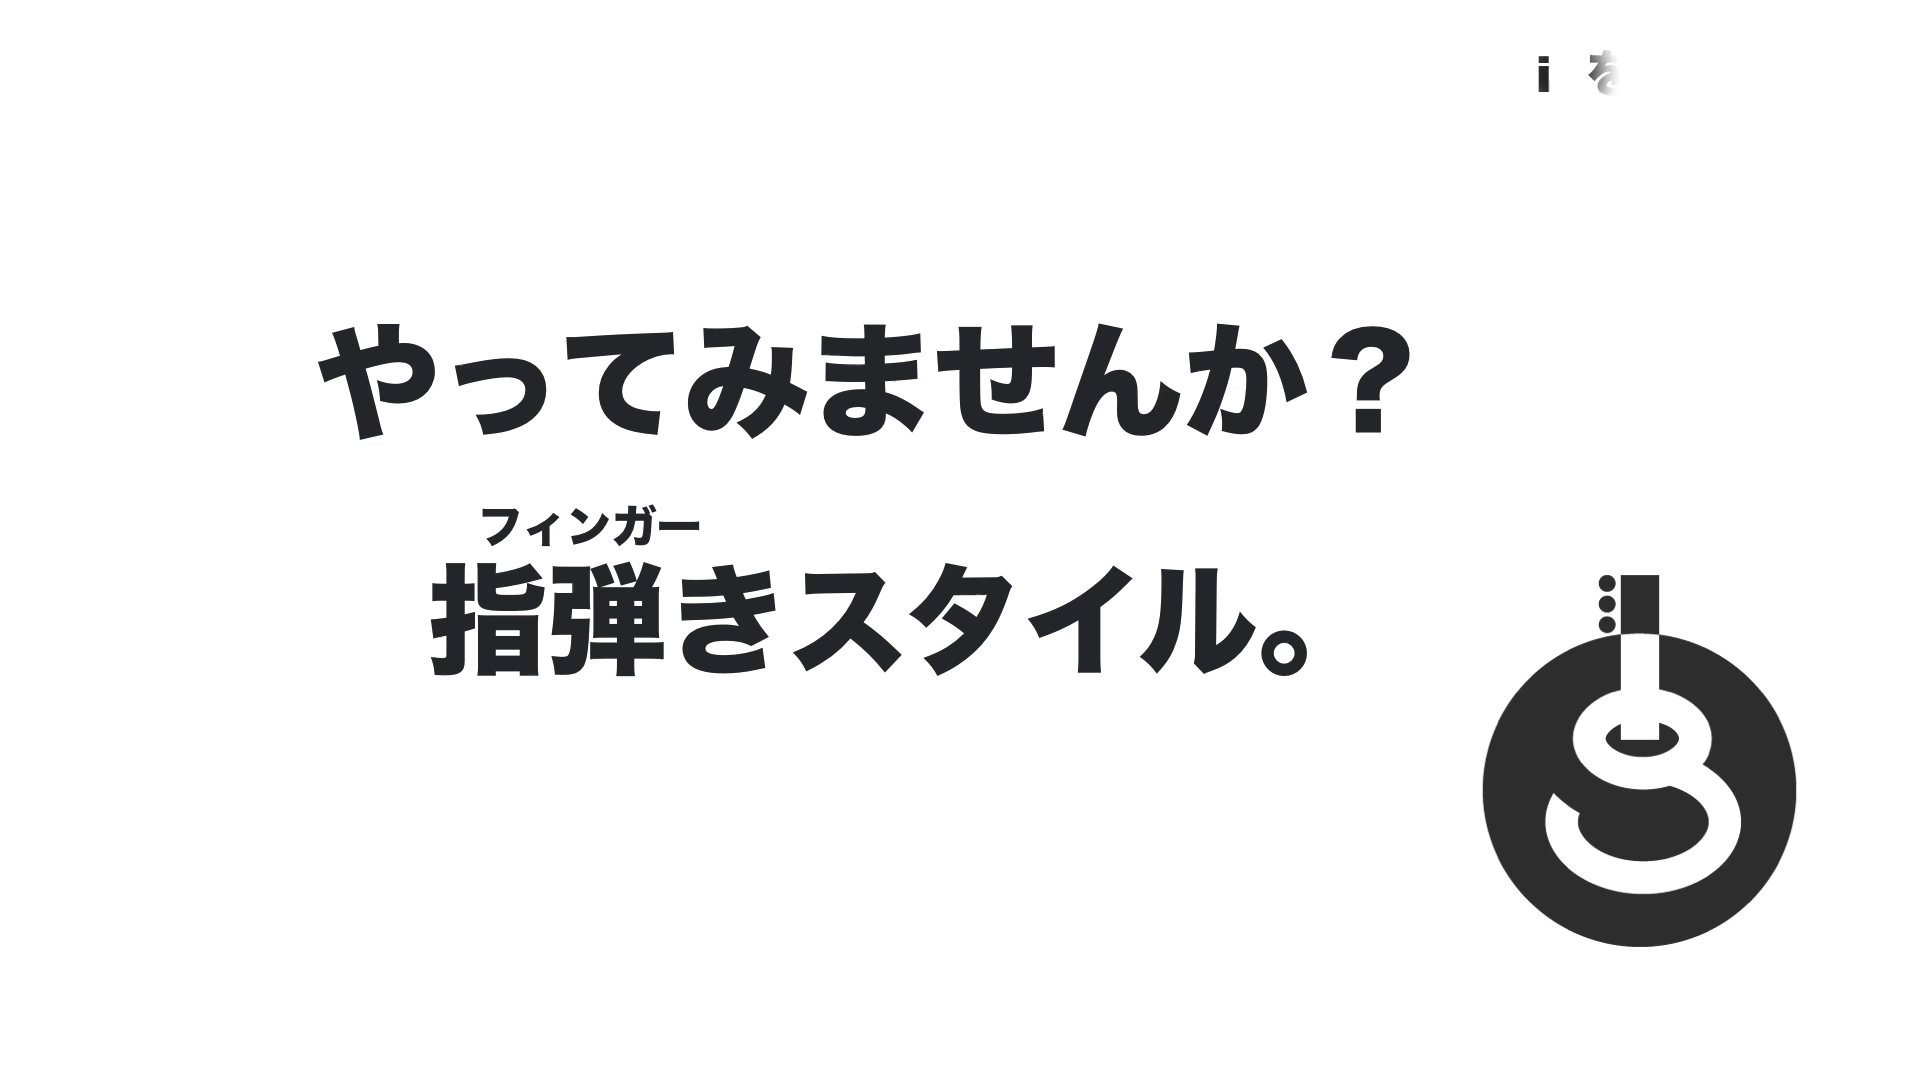 i を
やってみませんか？
フィンガー
指弾きスタイル。